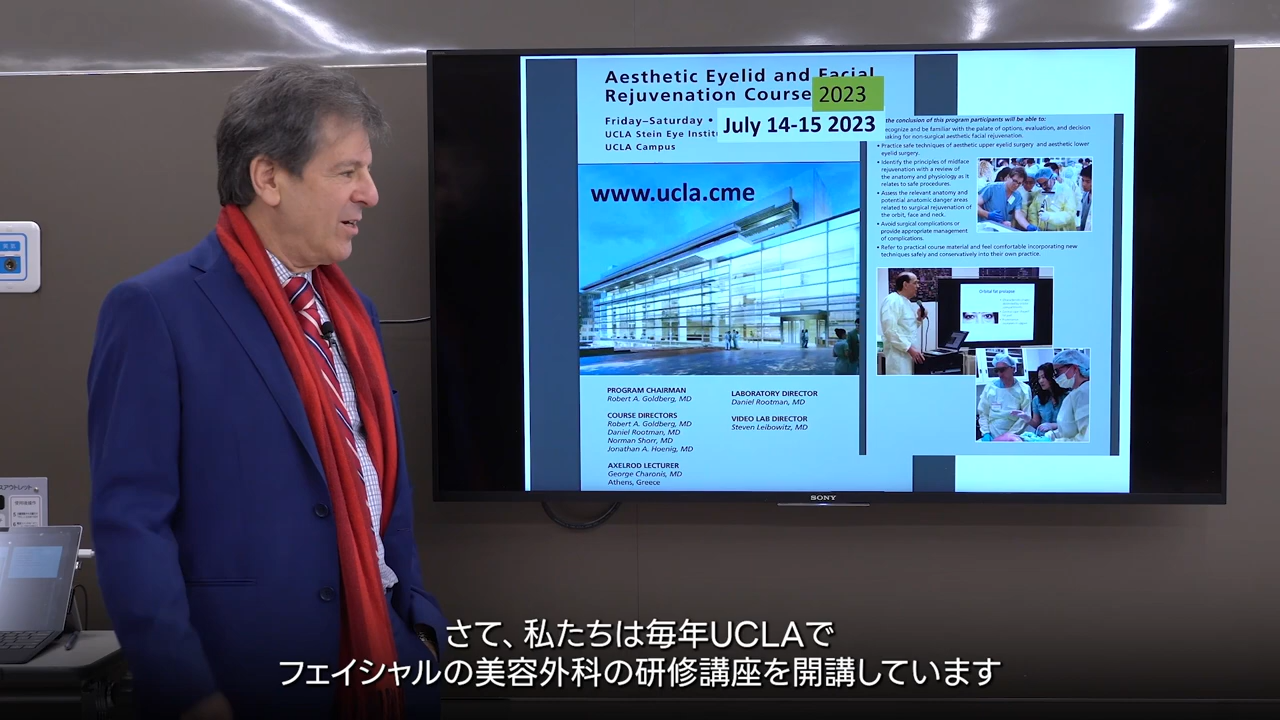 Aesthetic Eyelid and Facial
Rejuvenation Course
2023
Friday–Saturday •
July 14-15 2023
UCLA Stein Eye Instit
UCLA Campus
www.ucla.cme
PROGRAM CHAIRMAN
Robert A. Goldberg, MD
COURSE DIRECTORS
Robert A. Goldberg, MD
Daniel Rootman, MD
Norman Shorr, MD
Jonathan A. Hoenig, MD
AXELROD LECTURER
George Charonis, MD
Athens, Greece
LABORATORY DIRECTOR
Daniel Rootman, MD
VIDEO LAB DIRECTOR
Steven Leibowitz, MD
the conclusion of this program participants will be able to:
ecognize and be familiar with the palate of options, evaluation, and decision
aking for non-surgical aesthetic facial rejuvenation.
• Practice safe techniques of aesthetic upper eyelid surgery and aesthetic lower
eyelid surgery.
• Identify the principles of midface
rejuvenation with a review of
the anatomy and physiology as it
relates to safe procedures.
• Assess the relevant anatomy and
potential anatomic danger areas
related to surgical rejuvenation of
the orbit, face and neck.
• Avoid surgical complications or
provide appropriate management
of complications.
• Refer to practical course material and feel comfortable incorporating new
techniques safely and conservatively into their own practice.
Orbital fat prolapse
SONY
さて、私たちは毎年UCLAで
フェイシャルの美容外科の研修講座を開講しています